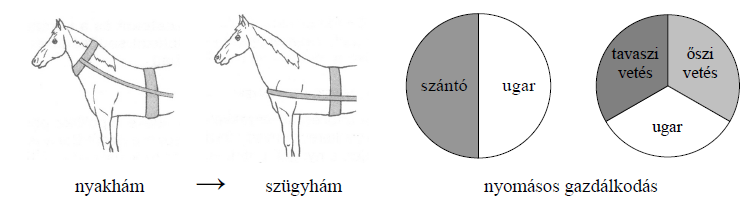 szántó
ugar
tavaszi
vetés
őszi
vetés
ugar
nyakhám → szügyhám
nyomásos gazdálkodás